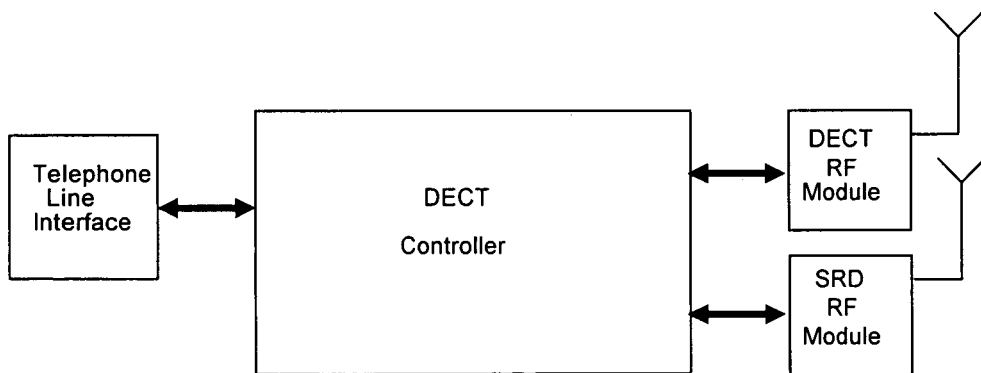 Telephone
Line
Interface
DECT
Controller
DECT
RF
Module
SRD
RF
Module